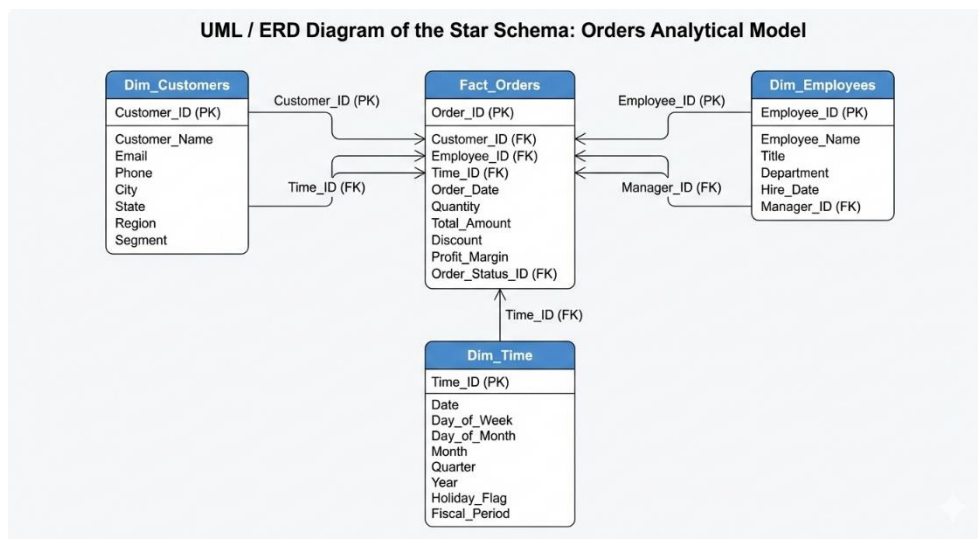 UML / ERD Diagram of the Star Schema: Orders Analytical Model
Dim_Customers
Customer_ID (PK)
Customer_Name
Email
Phone
City
State
Region
Segment
Customer_ID (PK)
Time_ID (FK)
Fact_Orders
Order_ID (PK)
Customer_ID (FK)
Employee_ID (FK)
Time_ID (FK)
Order_Date
Quantity
Total_Amount
Discount
Profit_Margin
Order_Status_ID (FK)
Employee_ID (PK)
Manager_ID (FK)
Dim_Employees
Employee_ID (PK)
Employee_Name
Title
Department
Hire_Date
Manager_ID (FK)
Time_ID (FK)
Dim_Time
Time_ID (PK)
Date
Day_of_Week
Day_of_Month
Month
Quarter
Year
Holiday_Flag
Fiscal_Period